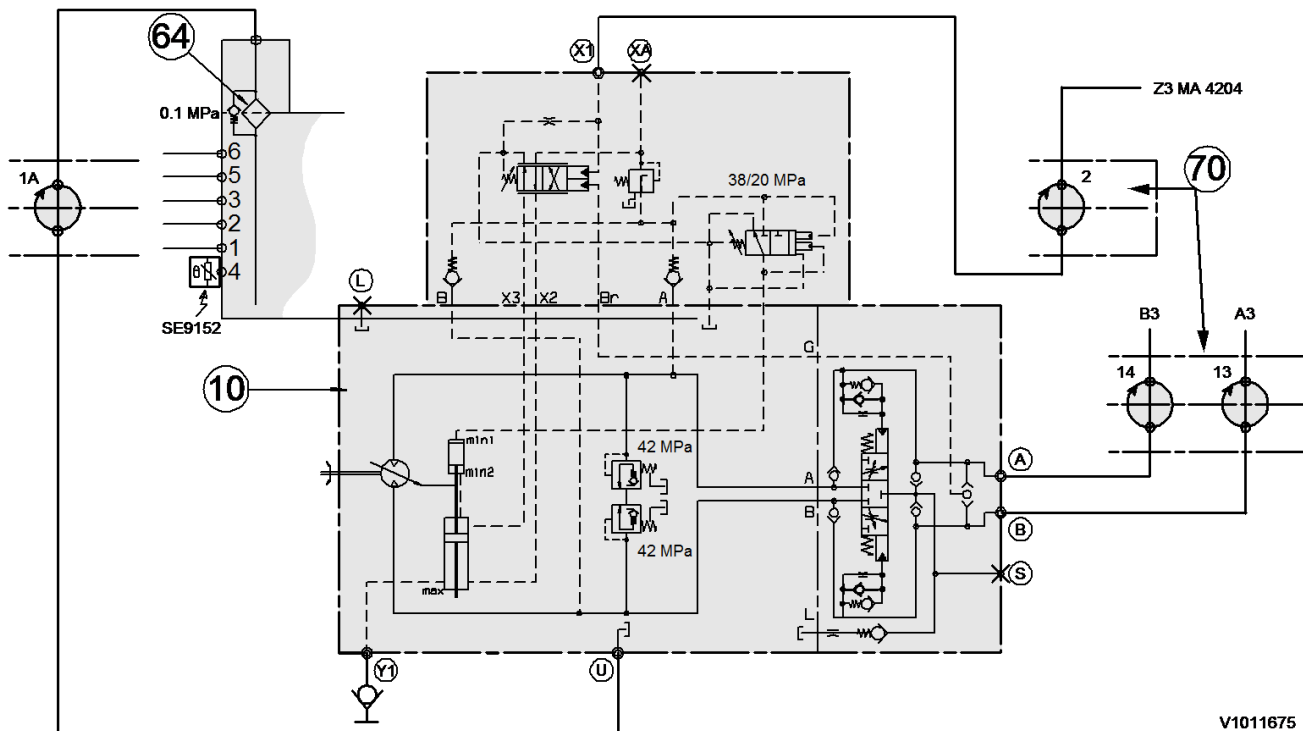 64
X1
XA
Z3 MA 4204
0.1 MPa
6
1A
5
38/20 MPa
2
70
3
2
1
θ
4
L
B
X3
X2
Br
A
SE9152
B3
A3
G
10
14
13
min1
42 MPa
min2
A
A
B
B
42 MPa
S
max
L
Y1
U
V1011675